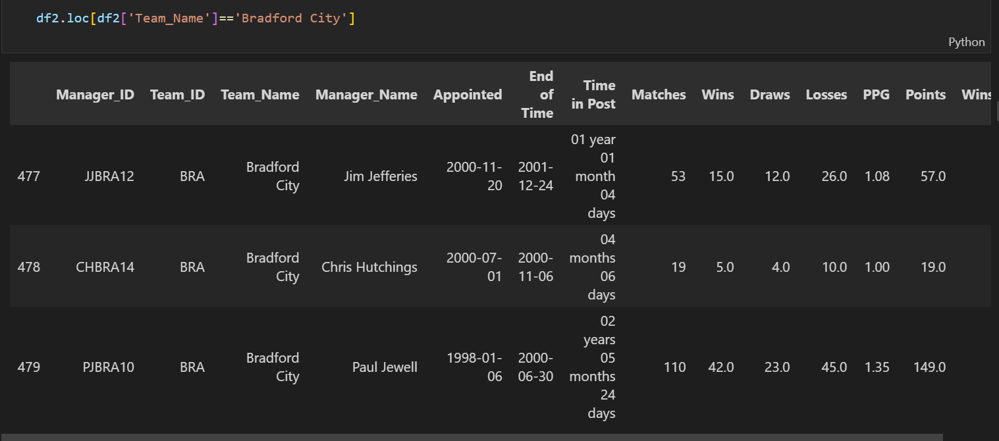 df2.loc[df2['Team_Name']=='Bradford City']
Python
Manager_ID Team_ID Team_Name Manager_Name Appointed End of Time Time in Post Matches Wins Draws Losses PPG Points Wins
477 JJBRA12 BRA Bradford City Jim Jefferies 2000-11-20 2001-12-24 01 year 01 month 04 days 53 15.0 12.0 26.0 1.08 57.0
478 CHBRA14 BRA Bradford City Chris Hutchings 2000-07-01 2000-11-06 04 months 06 days 19 5.0 4.0 10.0 1.00 19.0
479 PJBRA10 BRA Bradford City Paul Jewell 1998-01-06 2000-06-30 02 years 05 months 24 days 110 42.0 23.0 45.0 1.35 149.0